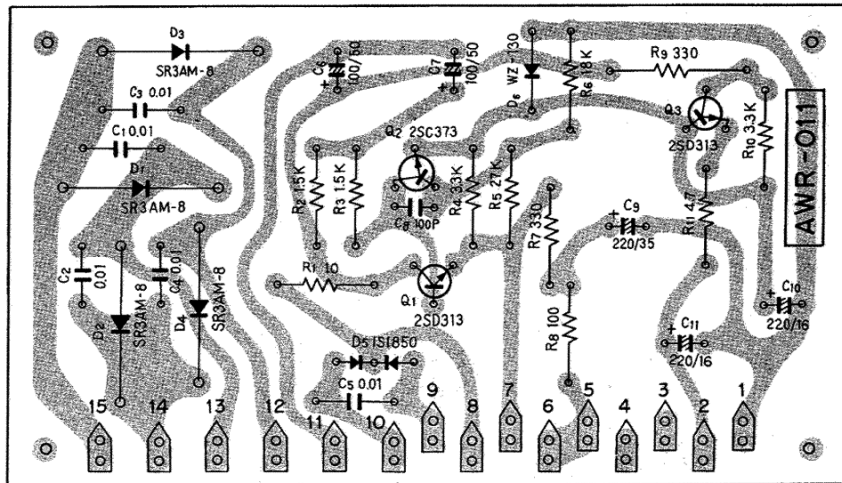 D3
SR3AM-8
C3 0.01
C1 0.01
D1
SR3AM-8
C2
0.01
D2
SR3AM-8
C4 0.01
D4
SR3AM-8
C6
100/50
+
C7
100/50
+
D6
WZ-130
R6 18K
R9 330
Q2
2SC373
Q3
2SD313
R10 3.3K
AWR-011
R2 1.5K
R3 1.5K
C8 100P
R4 33K
R5 27K
R7 330
+
C9
220/35
R11 4.7
R1 10
Q1
2SD313
R8 100
+
C10
220/16
+
C11
220/16
D5 1S1850
C5 0.01
15
14
13
12
11
10
9
8
7
6
5
4
3
2
1